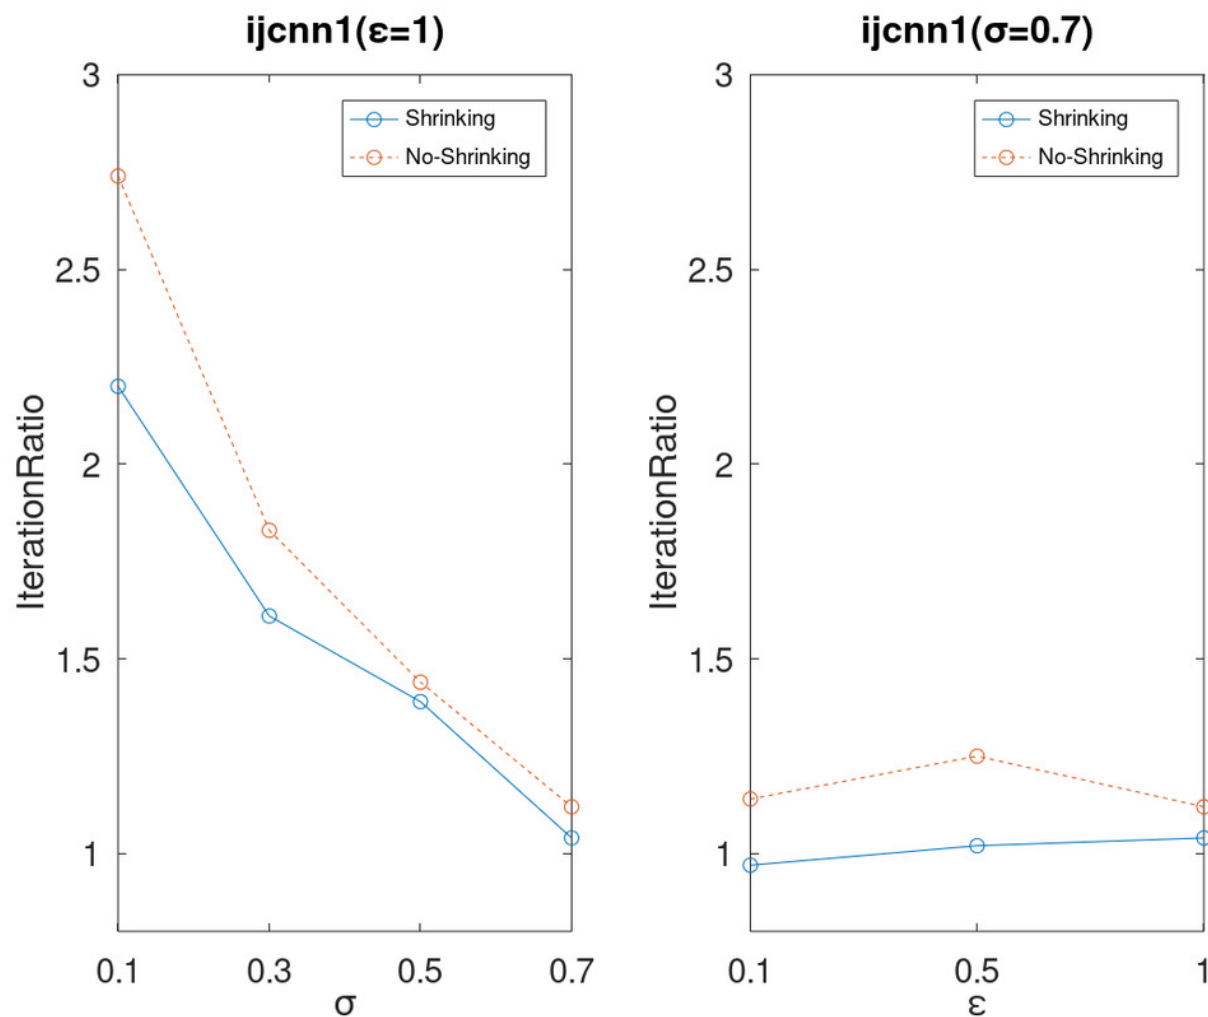 ijcnn1(ε=1)
3
2.5
2
1.5
1
IterationRatio
Shrinking
No-Shrinking
0.1 0.3 0.5 0.7
σ
ijcnn1(σ=0.7)
3
2.5
2
1.5
1
IterationRatio
Shrinking
No-Shrinking
0.1 0.5 1
ε